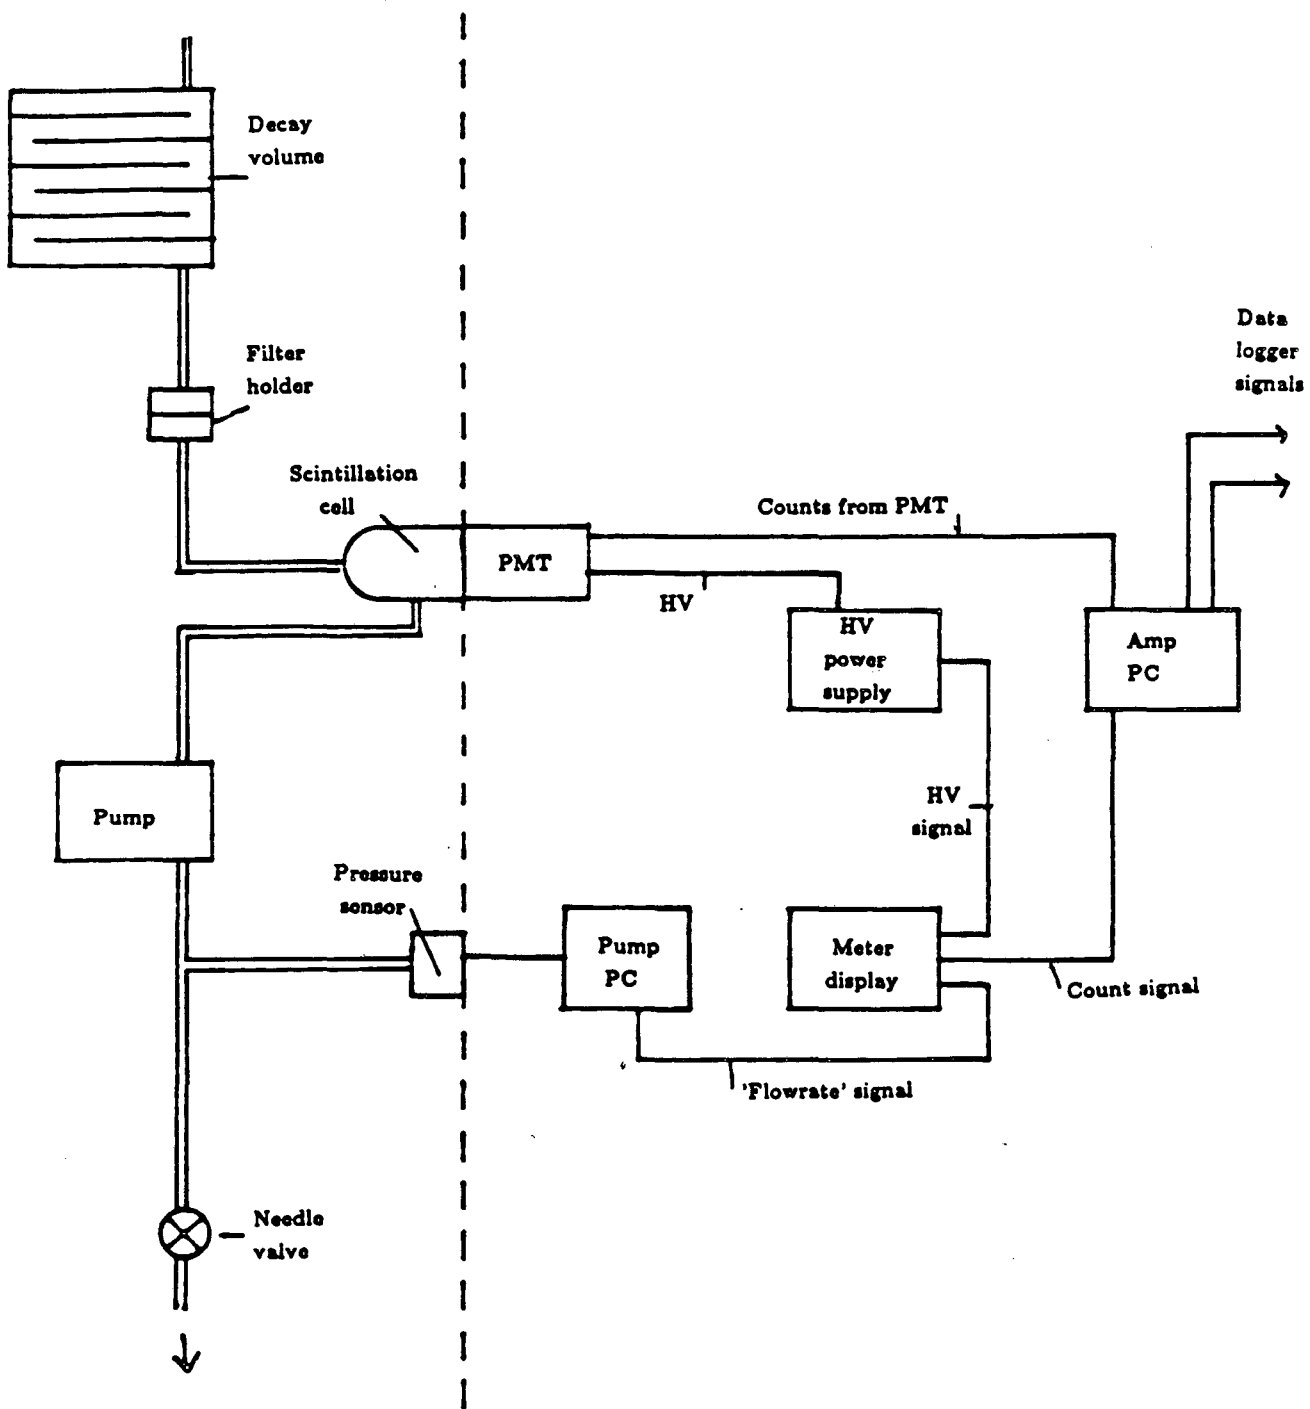 Decay
volume
Filter
holder
Data
logger
signals
Scintillation
cell
Counts from PMT
PMT
HV
HV
power
supply
Amp
PC
HV
signal
Pump
Pressure
sensor
Pump
PC
Meter
display
Count signal
'Flowrate' signal
Needle
valve